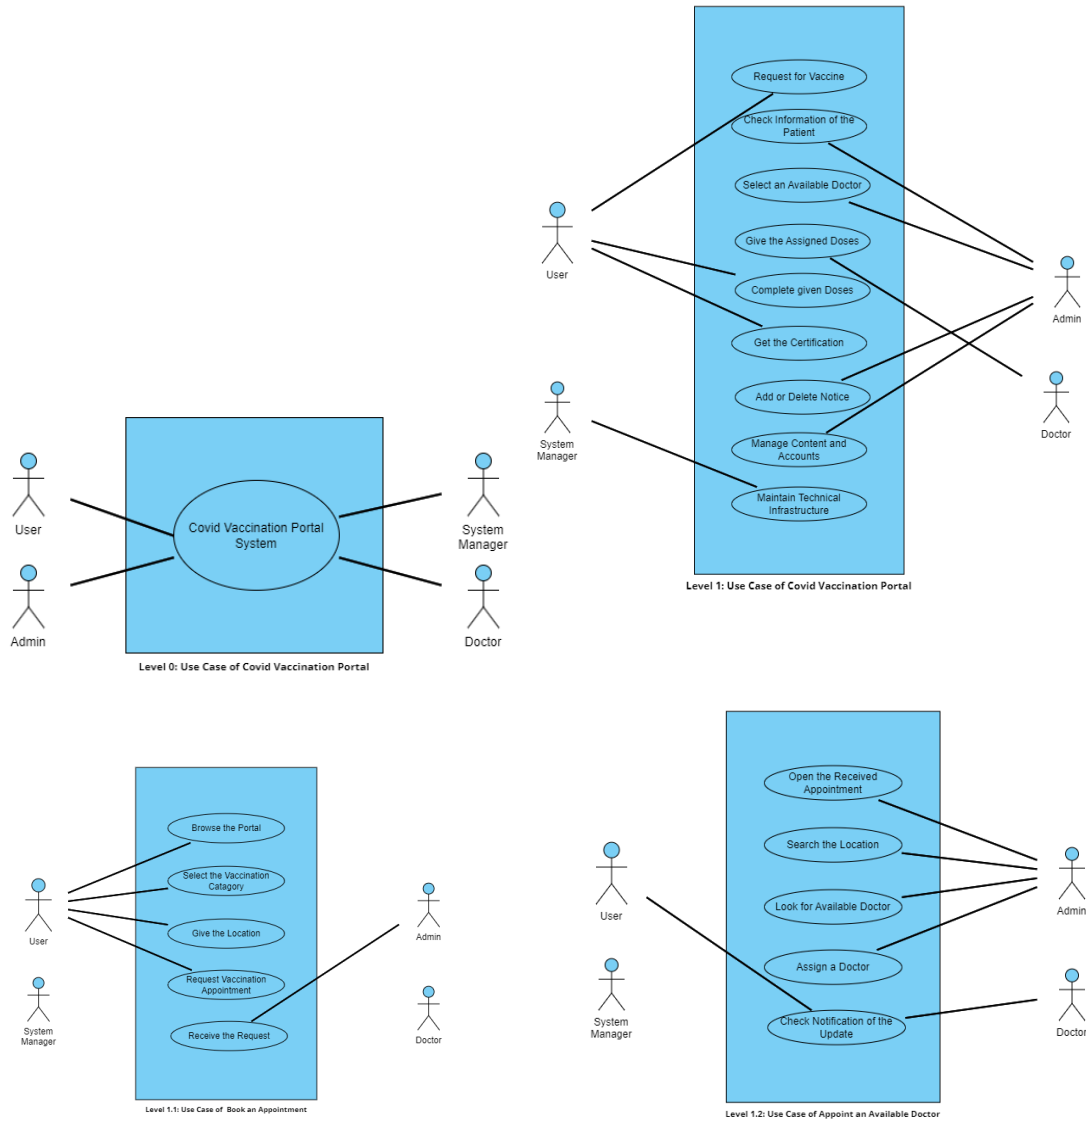 Request for Vaccine
Check Information of the
Patient
Select an Available Doctor
Give the Assigned Doses
Complete given Doses
Get the Certification
Add or Delete Notice
Manage Content and
Accounts
Maintain Technical
Infrastructure
User
System
Manager
Admin
Doctor
Level 1: Use Case of Covid Vaccination Portal
User
Admin
Covid Vaccination Portal
System
System
Manager
Doctor
Level 0: Use Case of Covid Vaccination Portal
Browse the Portal
Select the Vaccination
Catagory
Give the Location
Request Vaccination
Appointment
Receive the Request
User
System
Manager
Admin
Doctor
Level 1.1: Use Case of Book an Appointment
Open the Received
Appointment
Search the Location
Look for Available Doctor
Assign a Doctor
Check Notification of the
Update
User
System
Manager
Admin
Doctor
Level 1.2: Use Case of Appoint an Available Doctor